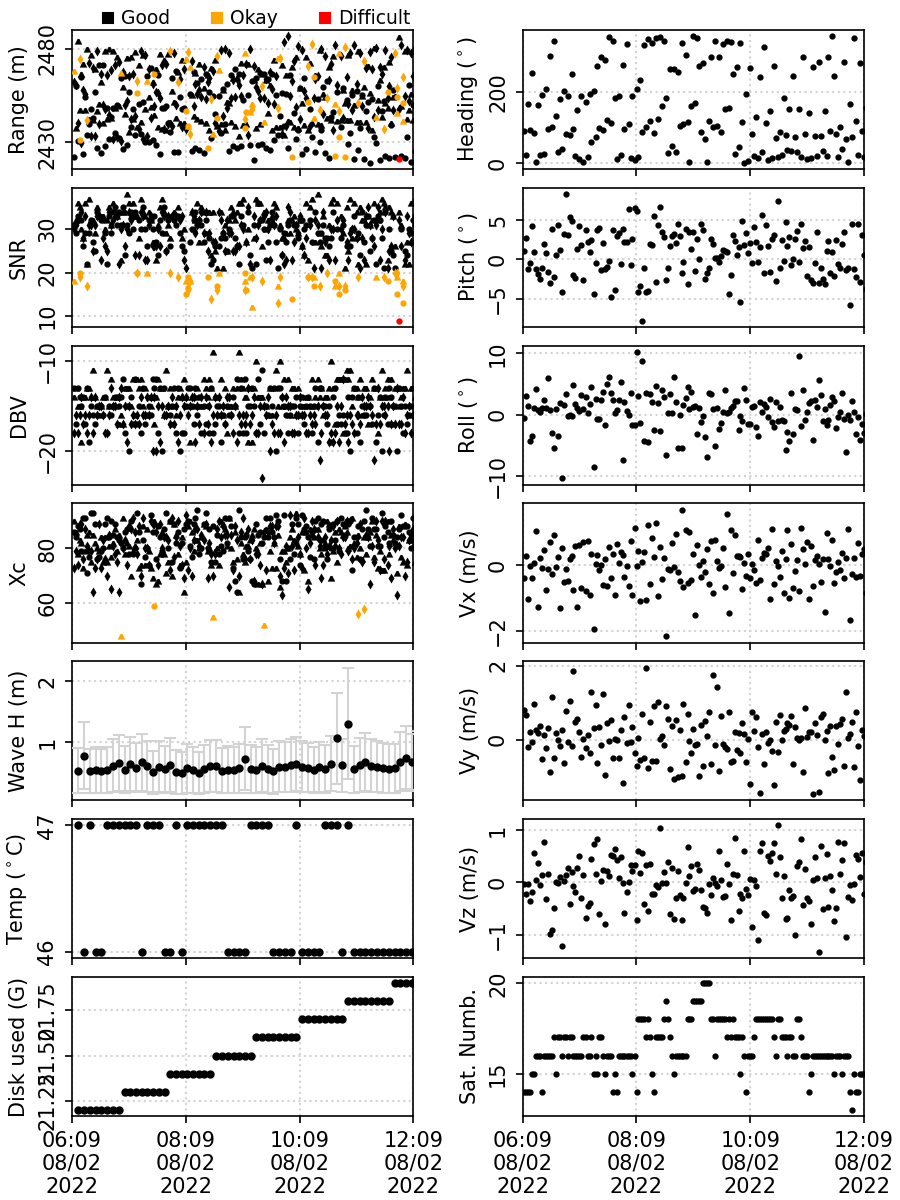 Good Okay Difficult
Range (m)
2480
2430
Heading (°)
200
0
SNR
30
20
10
Pitch (°)
5
0
−5
DBV
−10
−20
Roll (°)
10
0
−10
Xc
80
60
Vx (m/s)
0
−2
Wave H (m)
2
1
Vy (m/s)
2
0
Temp (°C)
47
46
Vz (m/s)
1
0
−1
Disk used (G)
21.75
21.50
21.25
Sat. Numb.
20
15
06:09 08:09 10:09 12:09 06:09 08:09 10:09 12:09
08/02 08/02 08/02 08/02 08/02 08/02 08/02 08/02
2022 2022 2022 2022 2022 2022 2022 2022